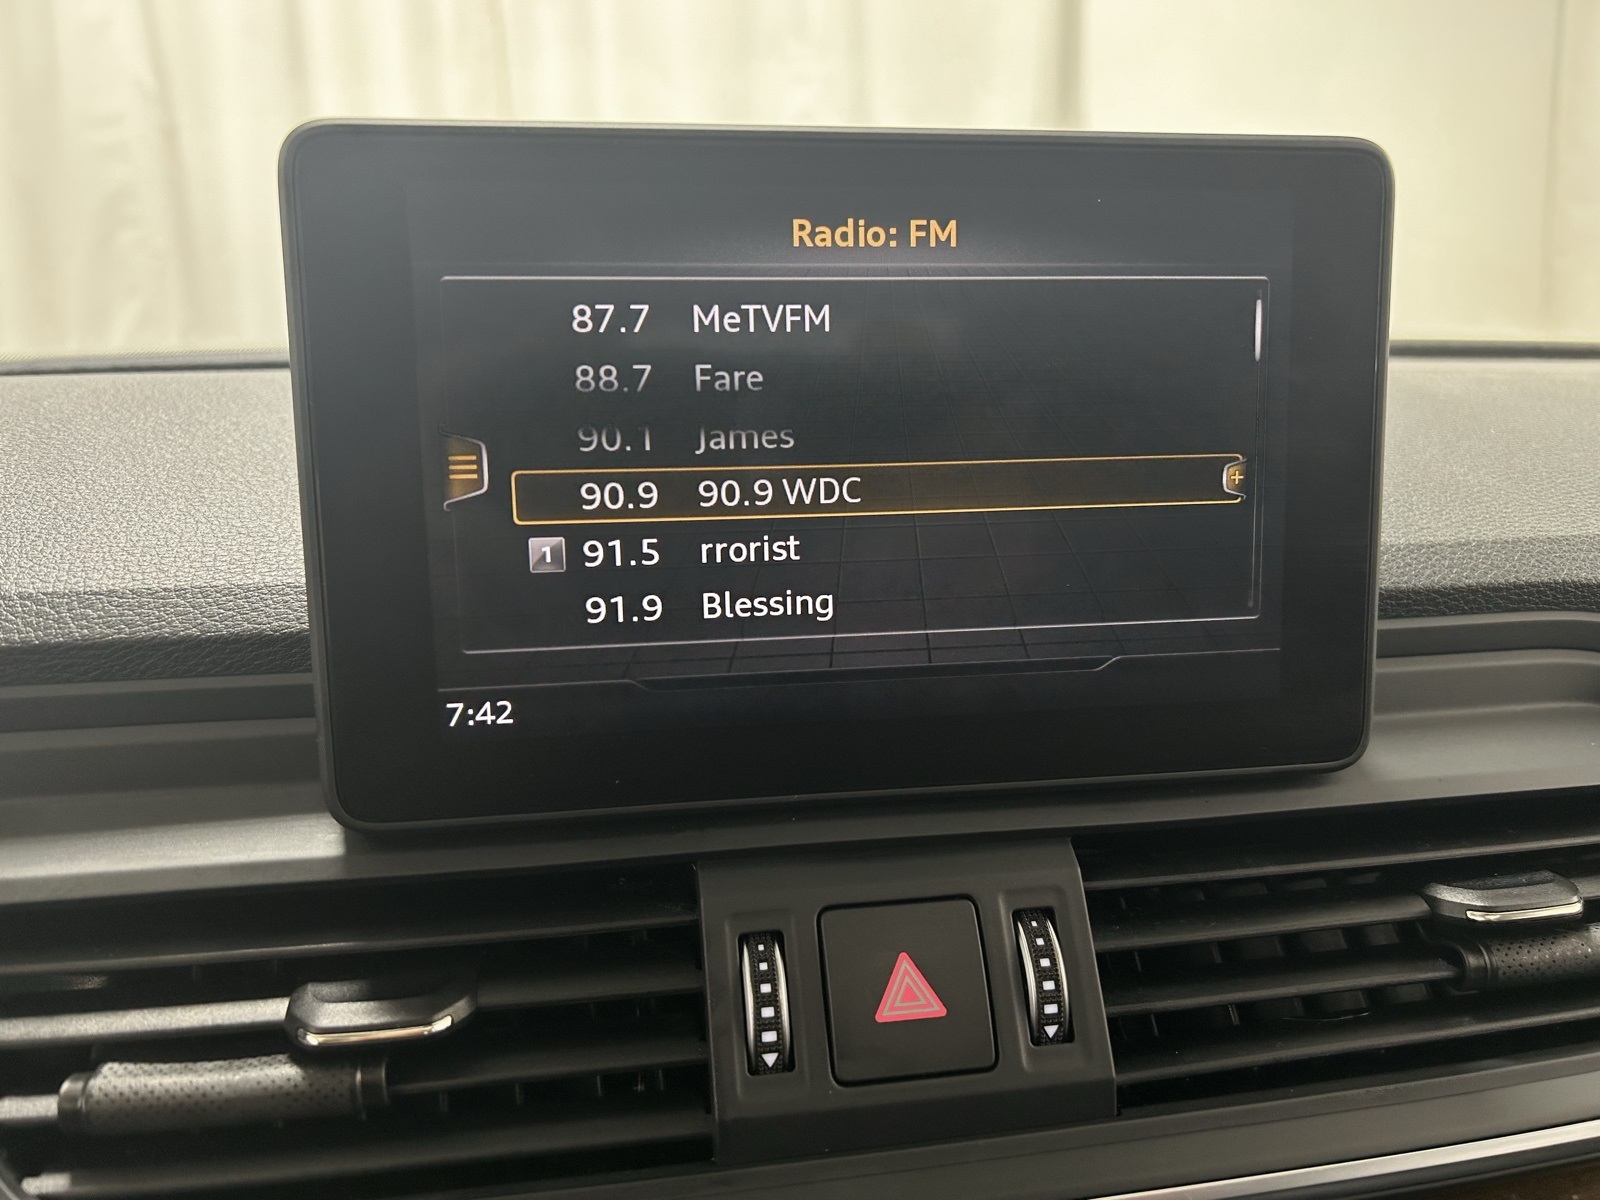 Radio: FM
87.7 MeTVFM
88.7 Fare
90.1 James
90.9 90.9 WDC
1 91.5 rrorist
91.9 Blessing
7:42